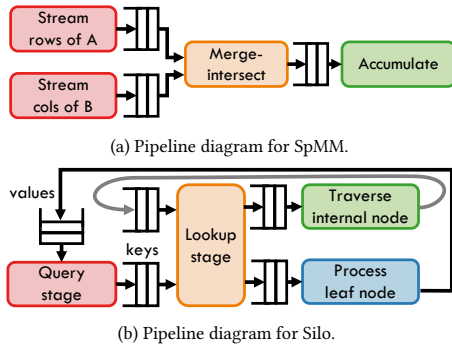 Stream
rows of A
Stream
cols of B
Merge-
intersect
Accumulate
(a) Pipeline diagram for SpMM.
values
keys
Query
stage
Lookup
stage
Traverse
internal node
Process
leaf node
(b) Pipeline diagram for Silo.